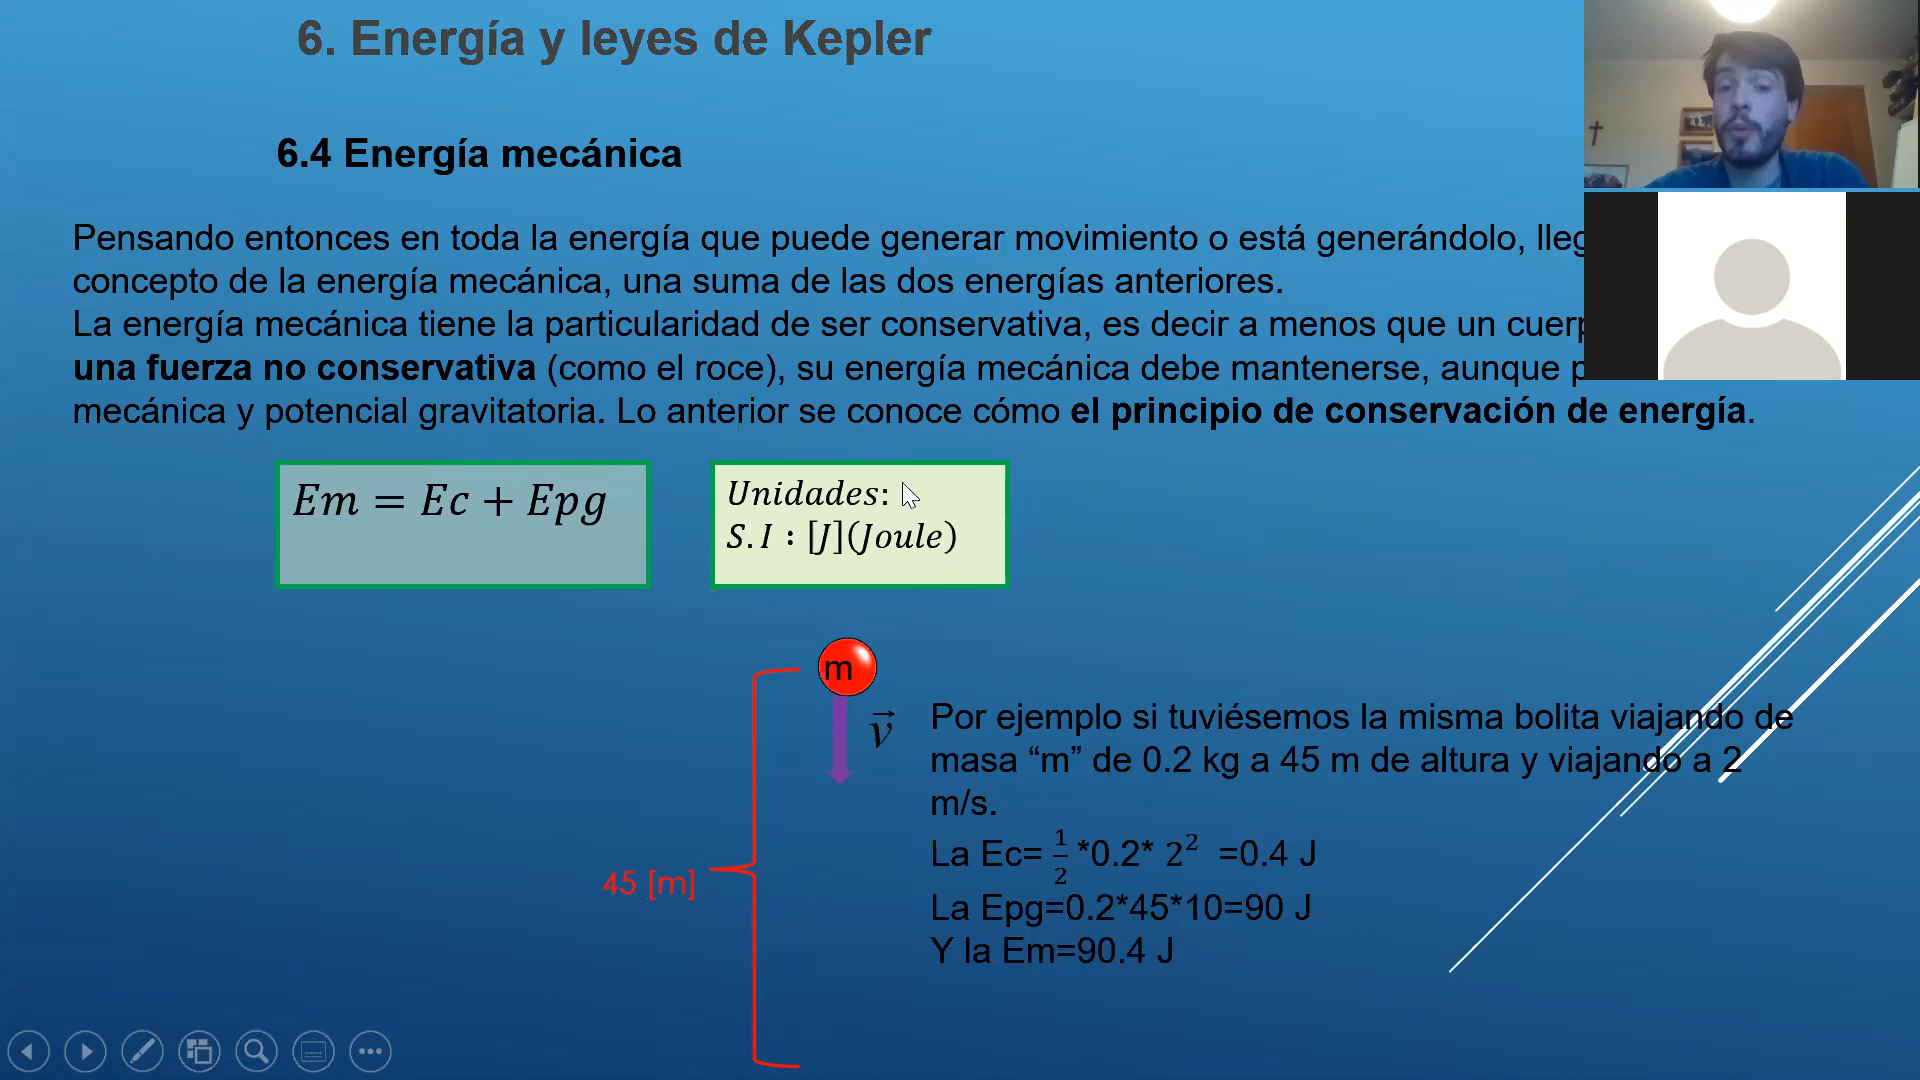 6. Energía y leyes de Kepler
6.4 Energía mecánica
Pensando entonces en toda la energía que puede generar movimiento o está generándolo,
concepto de la energía mecánica, una suma de las dos energías anteriores.
La energía mecánica tiene la particularidad de ser conservativa, es decir a menos que un
una fuerza no conservativa (como el roce), su energía mecánica debe mantenerse, aunque
mecánica y potencial gravitatoria. Lo anterior se conoce cómo el principio de conservación de energía.
Em = Ec + Epg
Unidades:
S.I : [J](Joule)
m
v⃗
45 [m]
Por ejemplo si tuviésemos la misma bolita viajando de
masa “m” de 0.2 kg a 45 m de altura y viajando a 2
m/s.
La Ec= 1/2 *0.2* 2² =0.4 J
La Epg=0.2*45*10=90 J
Y la Em=90.4 J